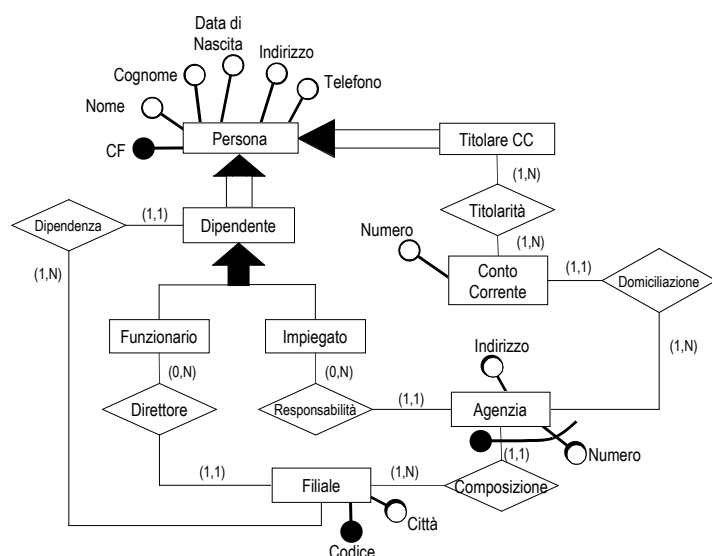 Data di
Nascita
Indirizzo
Cognome
Telefono
Nome
CF
Persona
Titolare CC
(1,N)
Dipendenza
(1,1)
Dipendente
Titolarità
Numero
(1,N)
(1,N)
Conto
Corrente
(1,1)
Domiciliazione
Funzionario
Impiegato
Indirizzo
(1,N)
(0,N)
(0,N)
Direttore
Responsabilità
(1,1)
Agenzia
Numero
(1,1)
(1,1)
Filiale
(1,N)
Composizione
Città
Codice